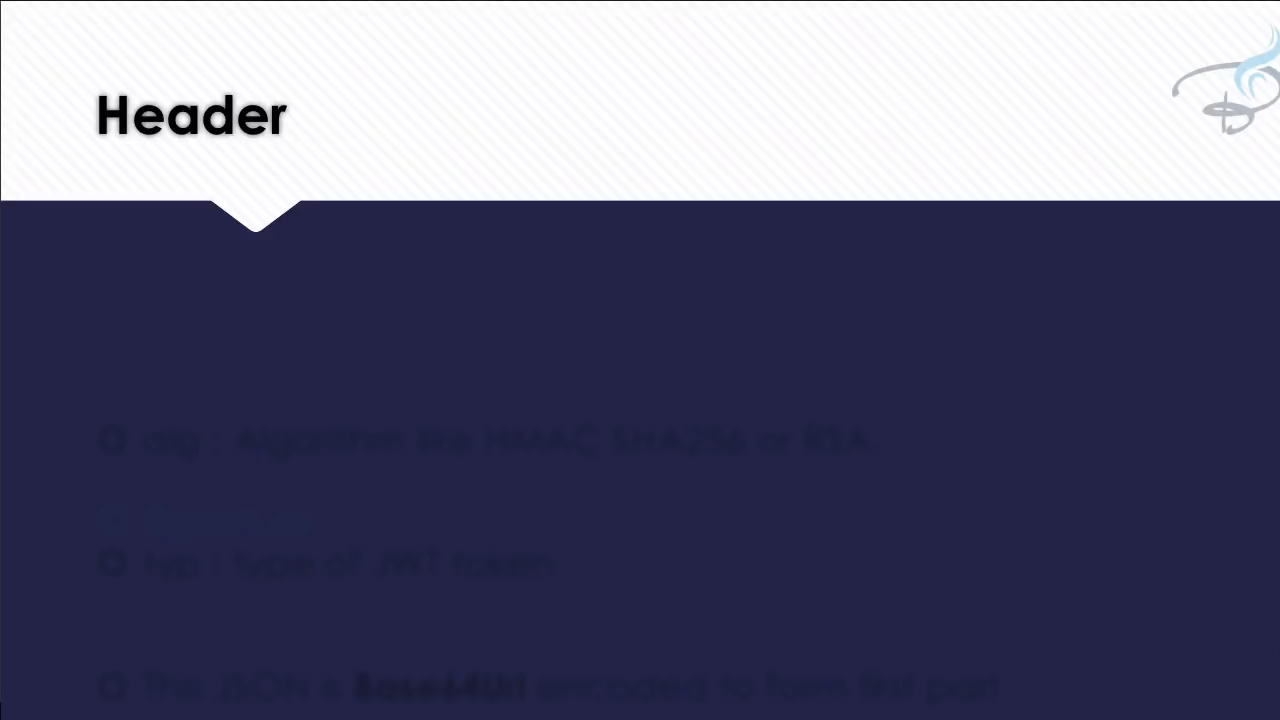 Header
alg : Algorithm like HMAC SHA256 or RSA
typ : type of JWT token
This JSON is Base64Url encoded to form first part